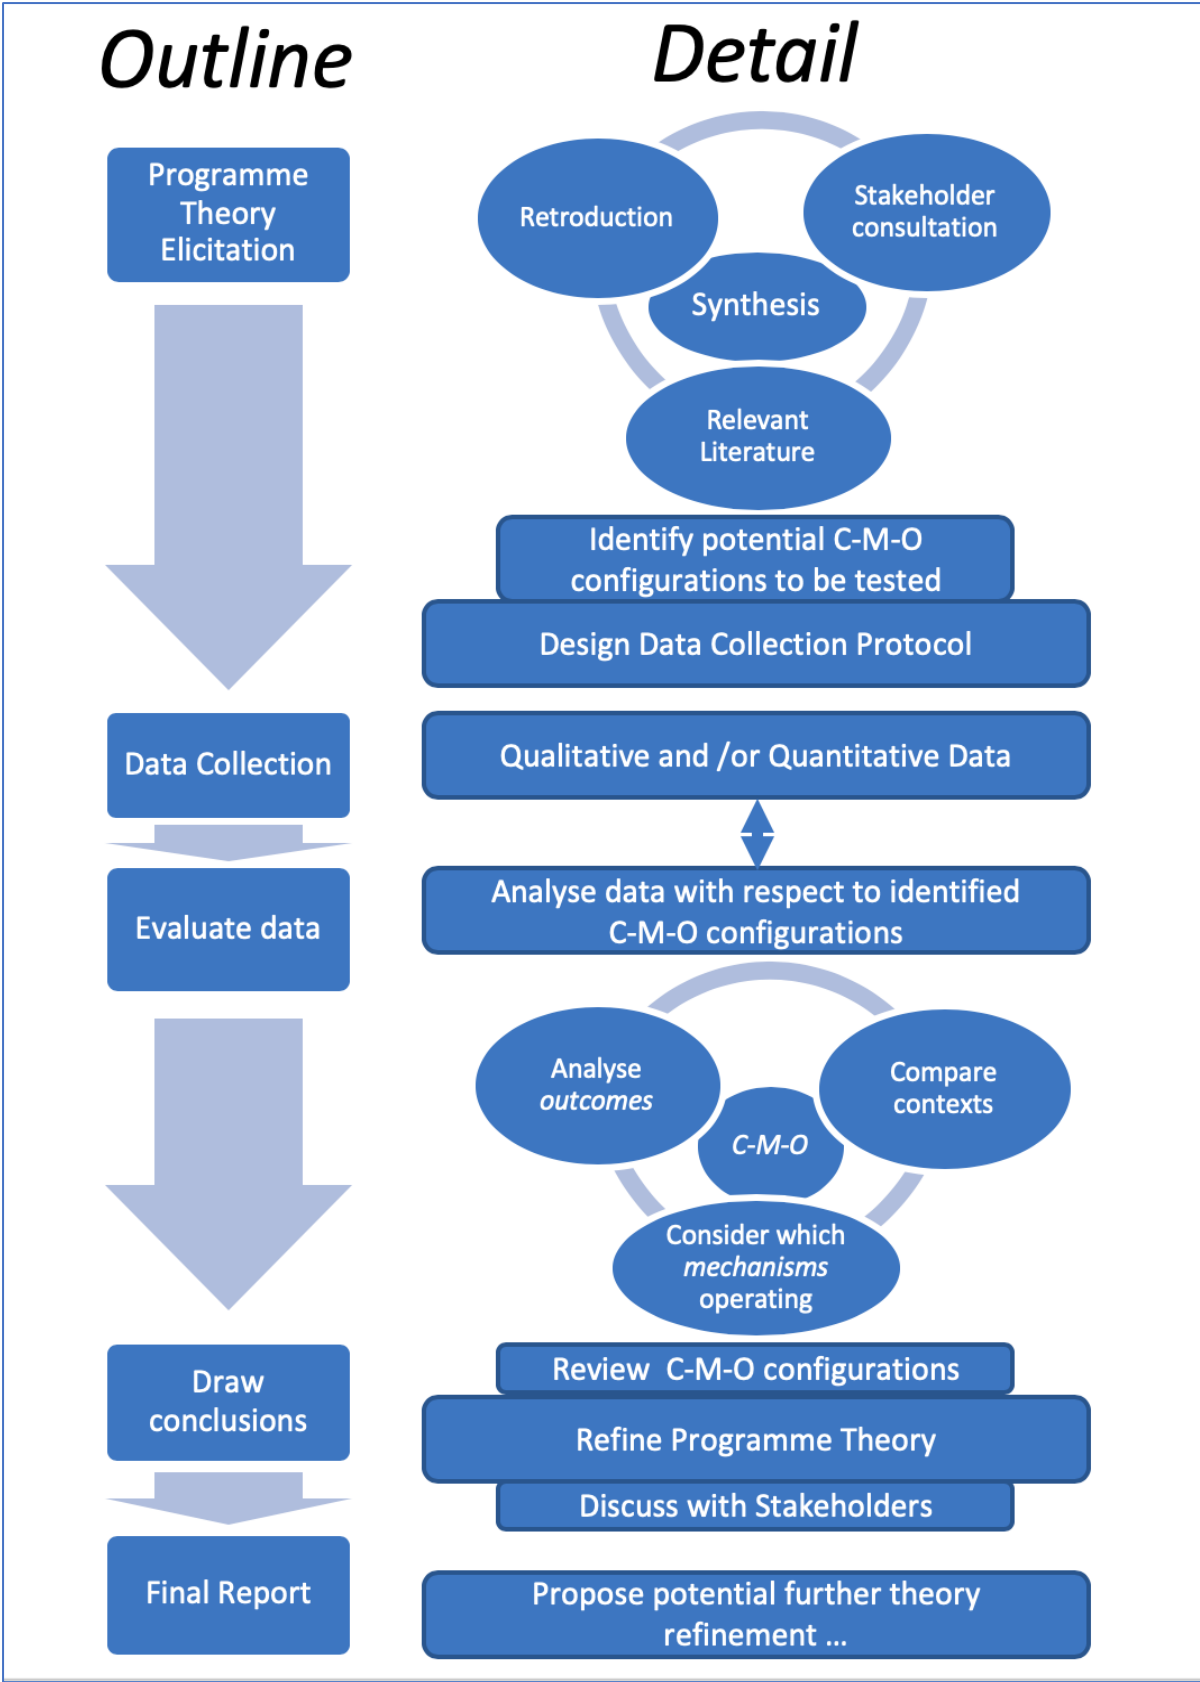 Outline
Detail
Programme
Theory
Elicitation
Retroduction
Stakeholder
consultation
Synthesis
Relevant
Literature
Identify potential C-M-O
configurations to be tested
Design Data Collection Protocol
Data Collection
Qualitative and /or Quantitative Data
Evaluate data
Analyse data with respect to identified
C-M-O configurations
Analyse
outcomes
Compare
contexts
C-M-O
Consider which
mechanisms
operating
Draw
conclusions
Review  C-M-O configurations
Refine Programme Theory
Discuss with Stakeholders
Final Report
Propose potential further theory
refinement ...